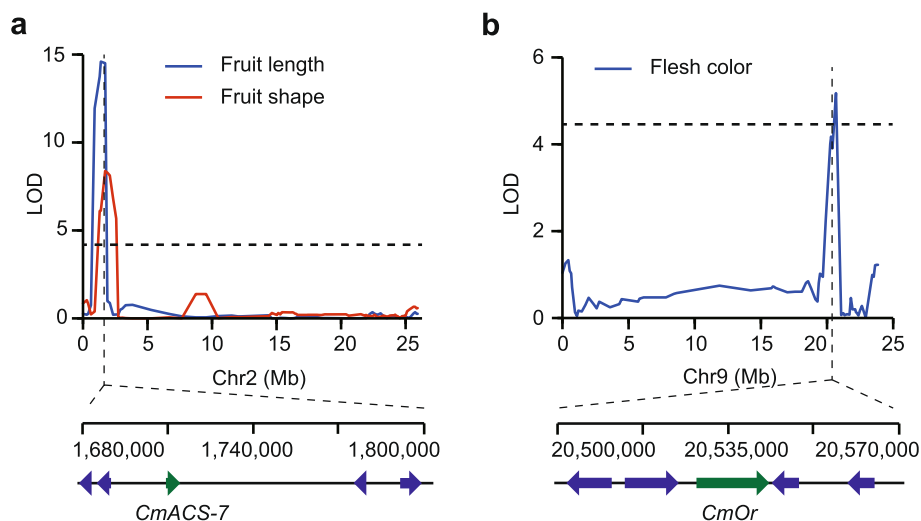 a
15
10
5
0
LOD
Fruit length
Fruit shape
0 5 10 15 20 25
Chr2 (Mb)
1,680,000 1,740,000 1,800,000
CmACS-7
b
6
4
2
0
LOD
Flesh color
0 5 10 15 20 25
Chr9 (Mb)
20,500,000 20,535,000 20,570,000
CmOr